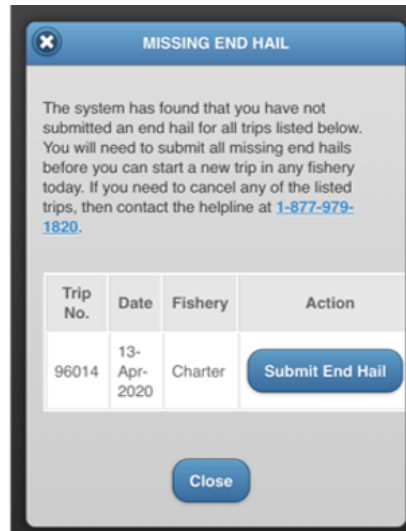 MISSING END HAIL
The system has found that you have not
submitted an end hail for all trips listed below.
You will need to submit all missing end hails
before you can start a new trip in any fishery
today. If you need to cancel any of the listed
trips, then contact the helpline at 1-877-979-
1820.
Trip No. Date Fishery Action
96014 13-Apr-2020 Charter Submit End Hail
Close